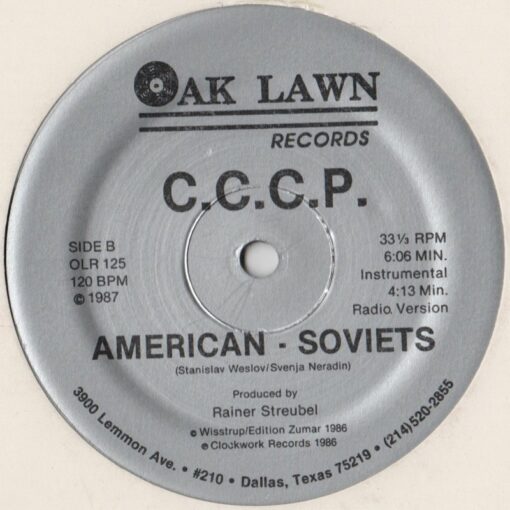 OAK LAWN
RECORDS
C.C.C.P.
SIDE B
OLR 125
120 BPM
© 1987
33⅓ RPM
6:06 MIN.
Instrumental
4:13 Min.
Radio Version
AMERICAN - SOVIETS
(Stanislav Weslov/Svenja Neradin)
Produced by
Rainer Streubel
© Wisstrup/Edition Zumar 1986
℗ Clockwork Records 1986
3900 Lemmon Ave. • #210 • Dallas, Texas 75219 • (214)520-2855